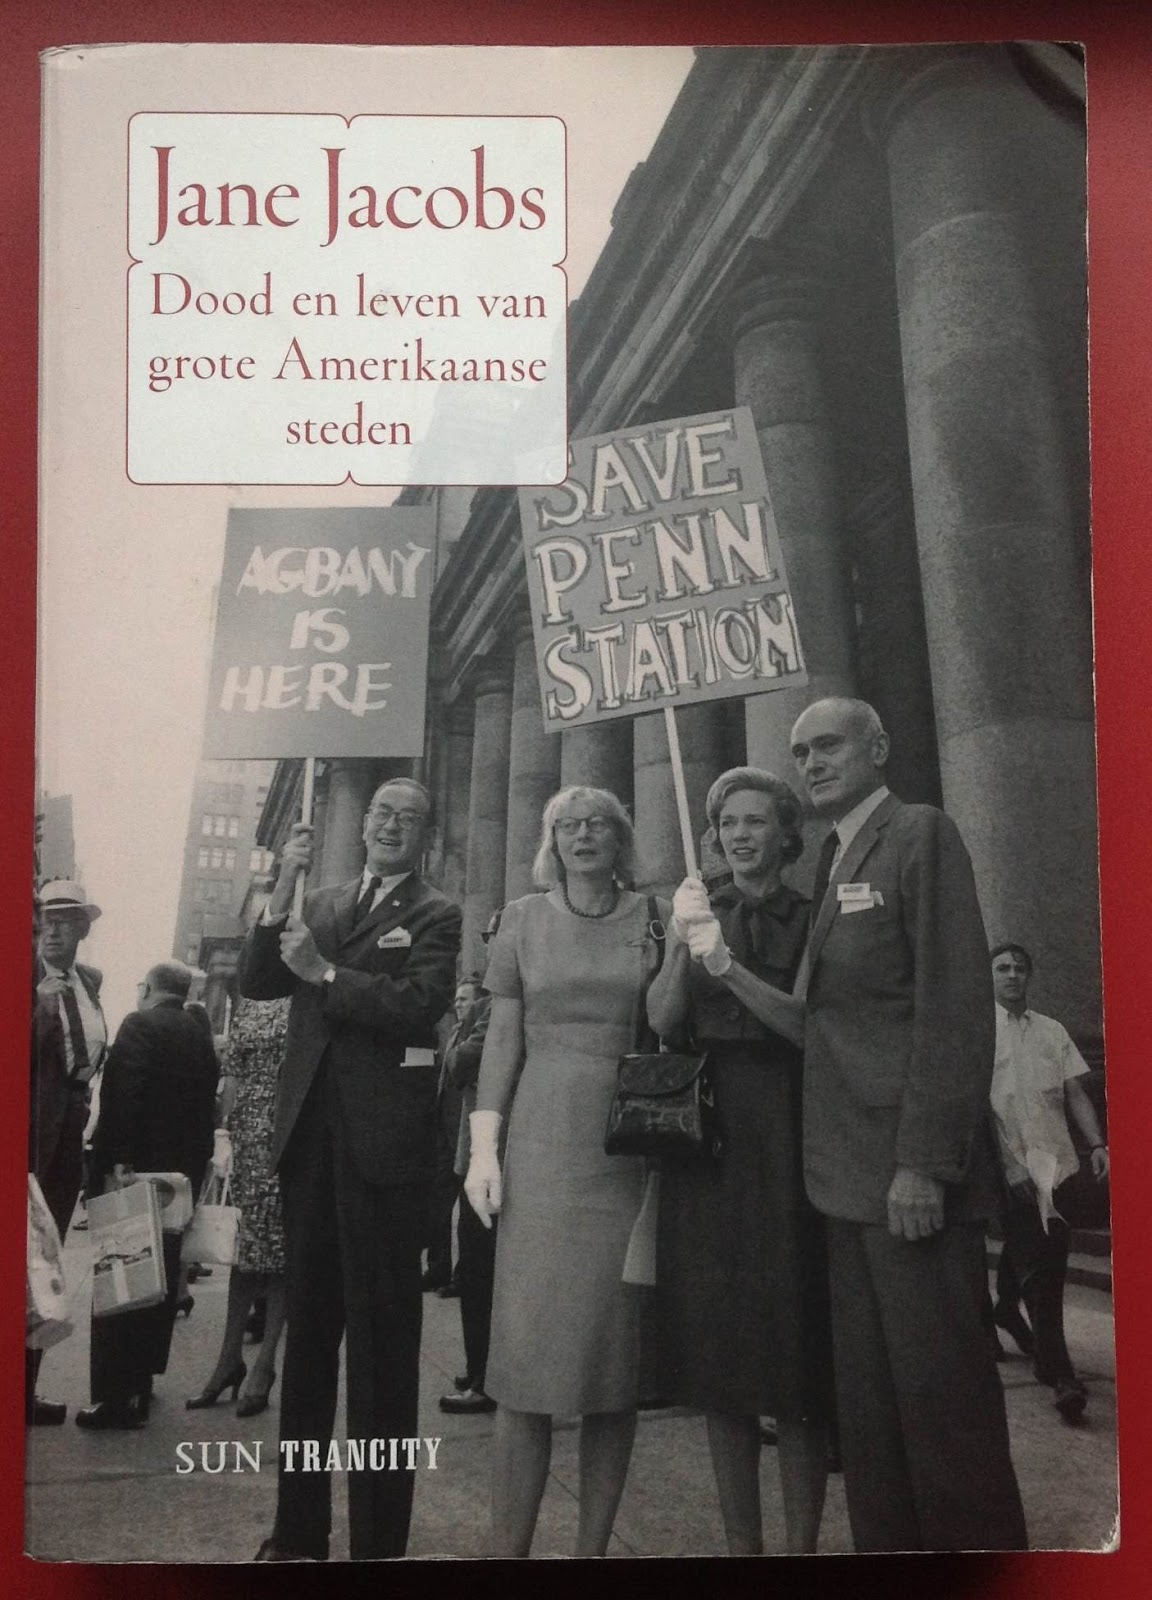 Jane Jacobs
Dood en leven van
grote Amerikaanse
steden
SAVE
PENN
STATION
AGBANY
IS
HERE
SUN TRANCITY